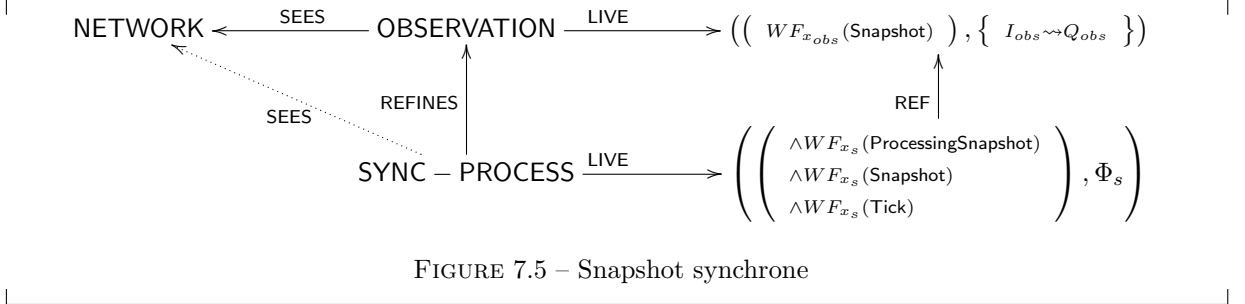 NETWORK SEES OBSERVATION LIVE (( WF_{x_{obs}}(Snapshot) ) , { I_{obs}⇝Q_{obs} })
SEES REFINES REF
SYNC – PROCESS LIVE (( ∧WF_{x_s}(ProcessingSnapshot)
∧WF_{x_s}(Snapshot)
∧WF_{x_s}(Tick) ) , Φ_s )
FIGURE 7.5 – Snapshot synchrone